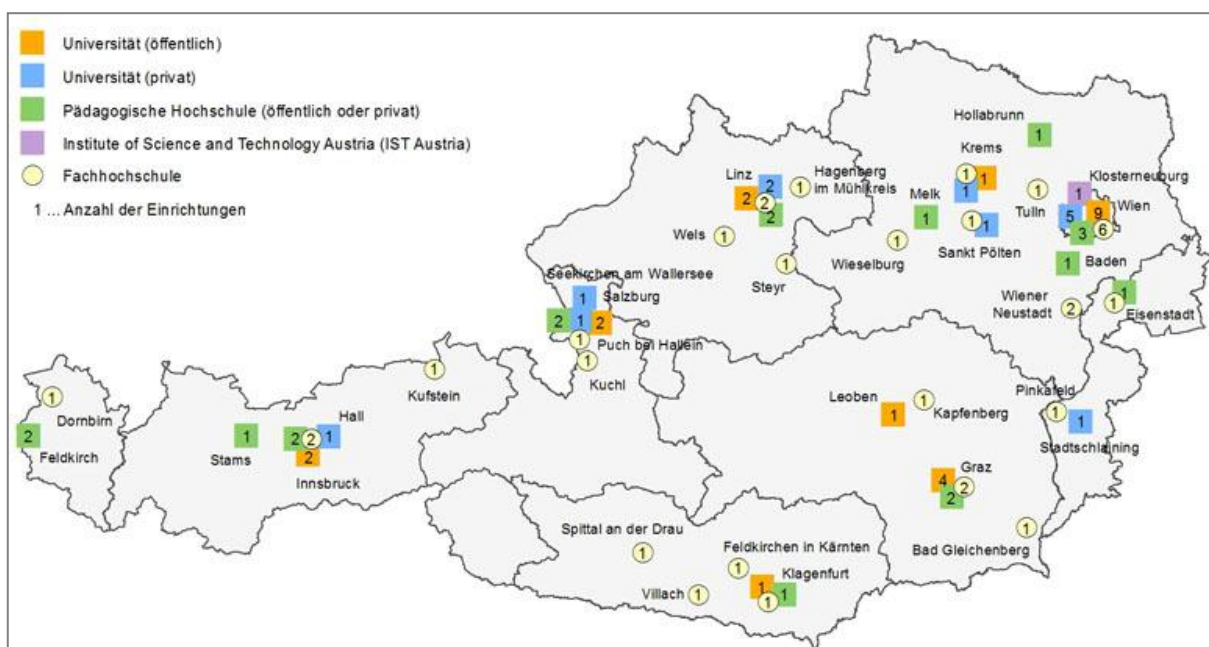 Universität (öffentlich)
Universität (privat)
Pädagogische Hochschule (öffentlich oder privat)
Institute of Science and Technology Austria (IST Austria)
Fachhochschule
1 ... Anzahl der Einrichtungen
Hollabrunn
1
Krems
1
1
1
Linz
2
2
2
2
Hagenberg
im Mühlkreis
1
Melk
1
Tulln
1
Klosterneuburg
1
Wien
5
9
3
6
Sankt Pölten
1
1
Wels
1
Wieselburg
1
Steyr
1
Baden
1
Seekirchen am Wallersee
1
Salzburg
2
1
2
Wiener
Neustadt
2
Eisenstadt
1
1
Puch bei Hallein
1
Kuchl
1
Kufstein
1
Dornbirn
1
Feldkirch
2
Stams
1
Hall
1
Innsbruck
2
2
2
Leoben
1
Kapfenberg
1
Pinkafeld
1
Stadtschlaining
1
Graz
4
2
2
Bad Gleichenberg
1
Spittal an der Drau
1
Feldkirchen in Kärnten
1
Villach
1
Klagenfurt
1
1
1